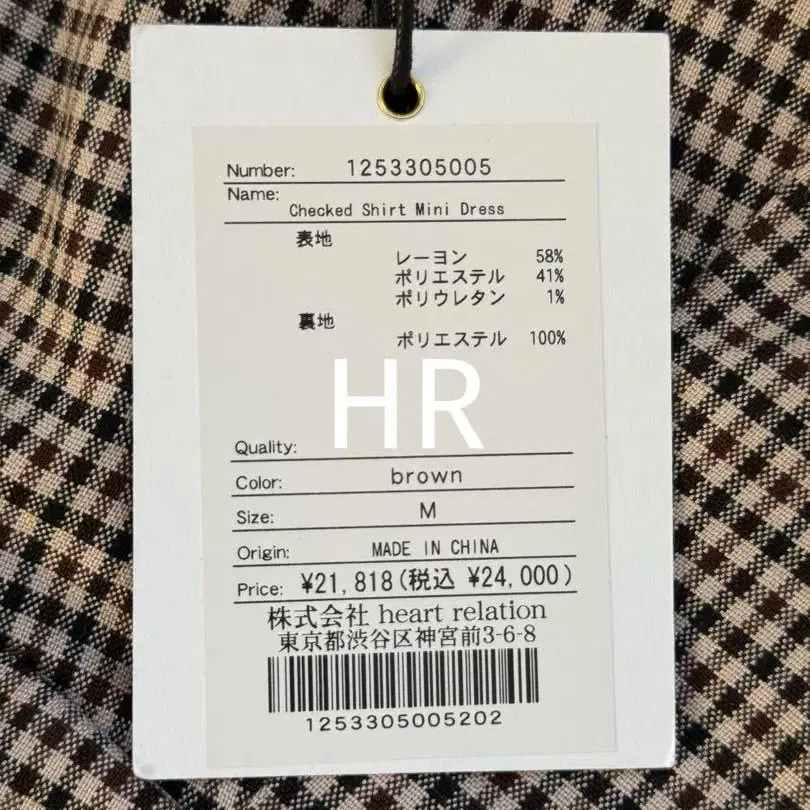 Number: 1253305005
Name:
Checked Shirt Mini Dress
表地
レーヨン 58%
ポリエステル 41%
ポリウレタン 1%
裏地
ポリエステル 100%
HR
Quality:
Color: brown
Size: M
Origin: MADE IN CHINA
Price: ¥21,818(税込 ¥24,000)
株式会社 heart relation
東京都渋谷区神宮前3-6-8
1253305005202